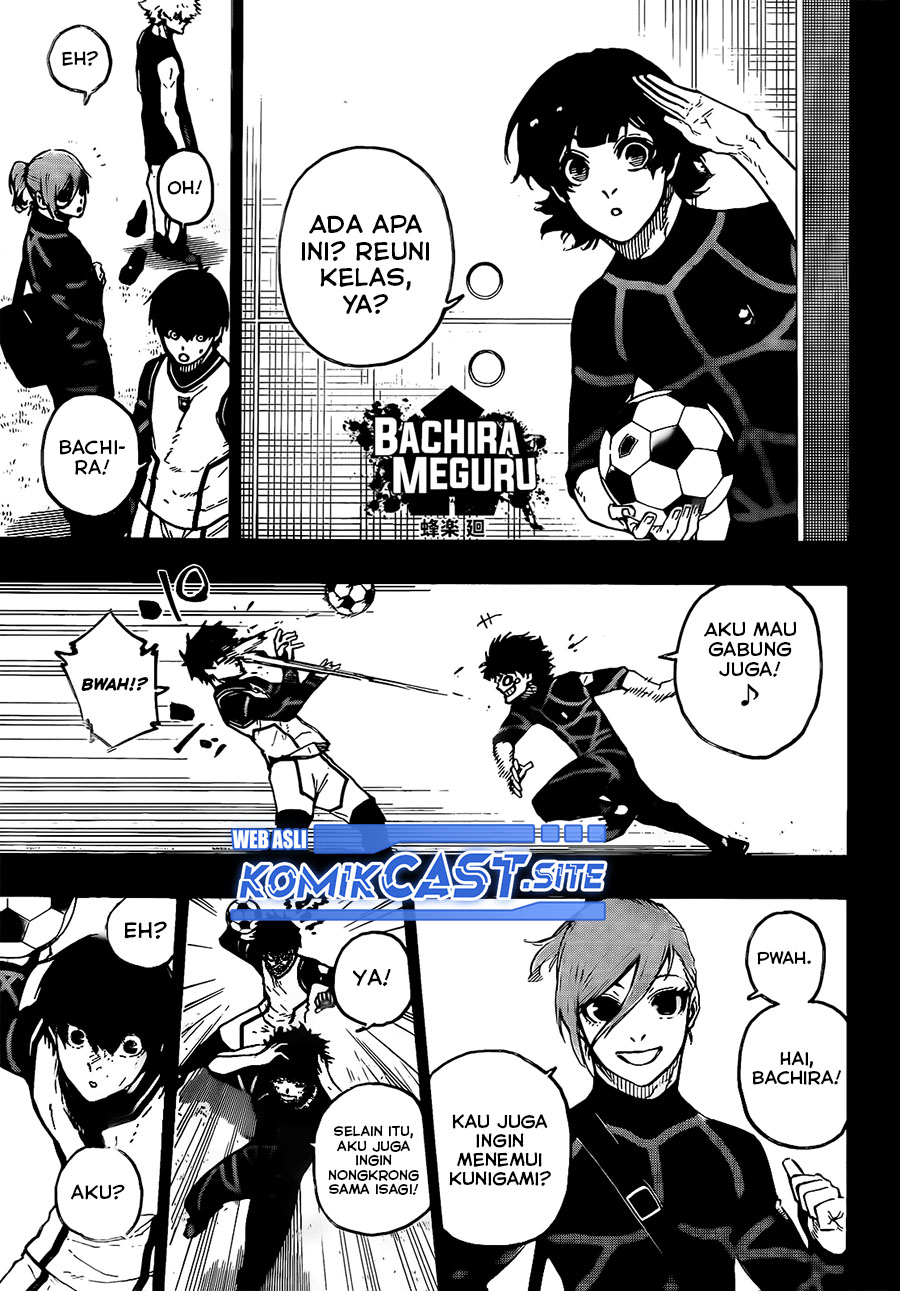 ADA APA
INI? REUNI
KELAS,
YA?
BACHIRA
MEGURU
蜂楽 廻
EH?
OH!
BACHI-
RA!
AKU MAU
GABUNG
JUGA!
♪
BWAH!?
WEB ASLI
KOMIKCAST.SITE
PWAH.
HAI,
BACHIRA!
KAU JUGA
INGIN
MENEMUI
KUNIGAMI?
YA!
SELAIN ITU,
AKU JUGA
INGIN
NONGKRONG
SAMA ISAGI!
EH?
AKU?